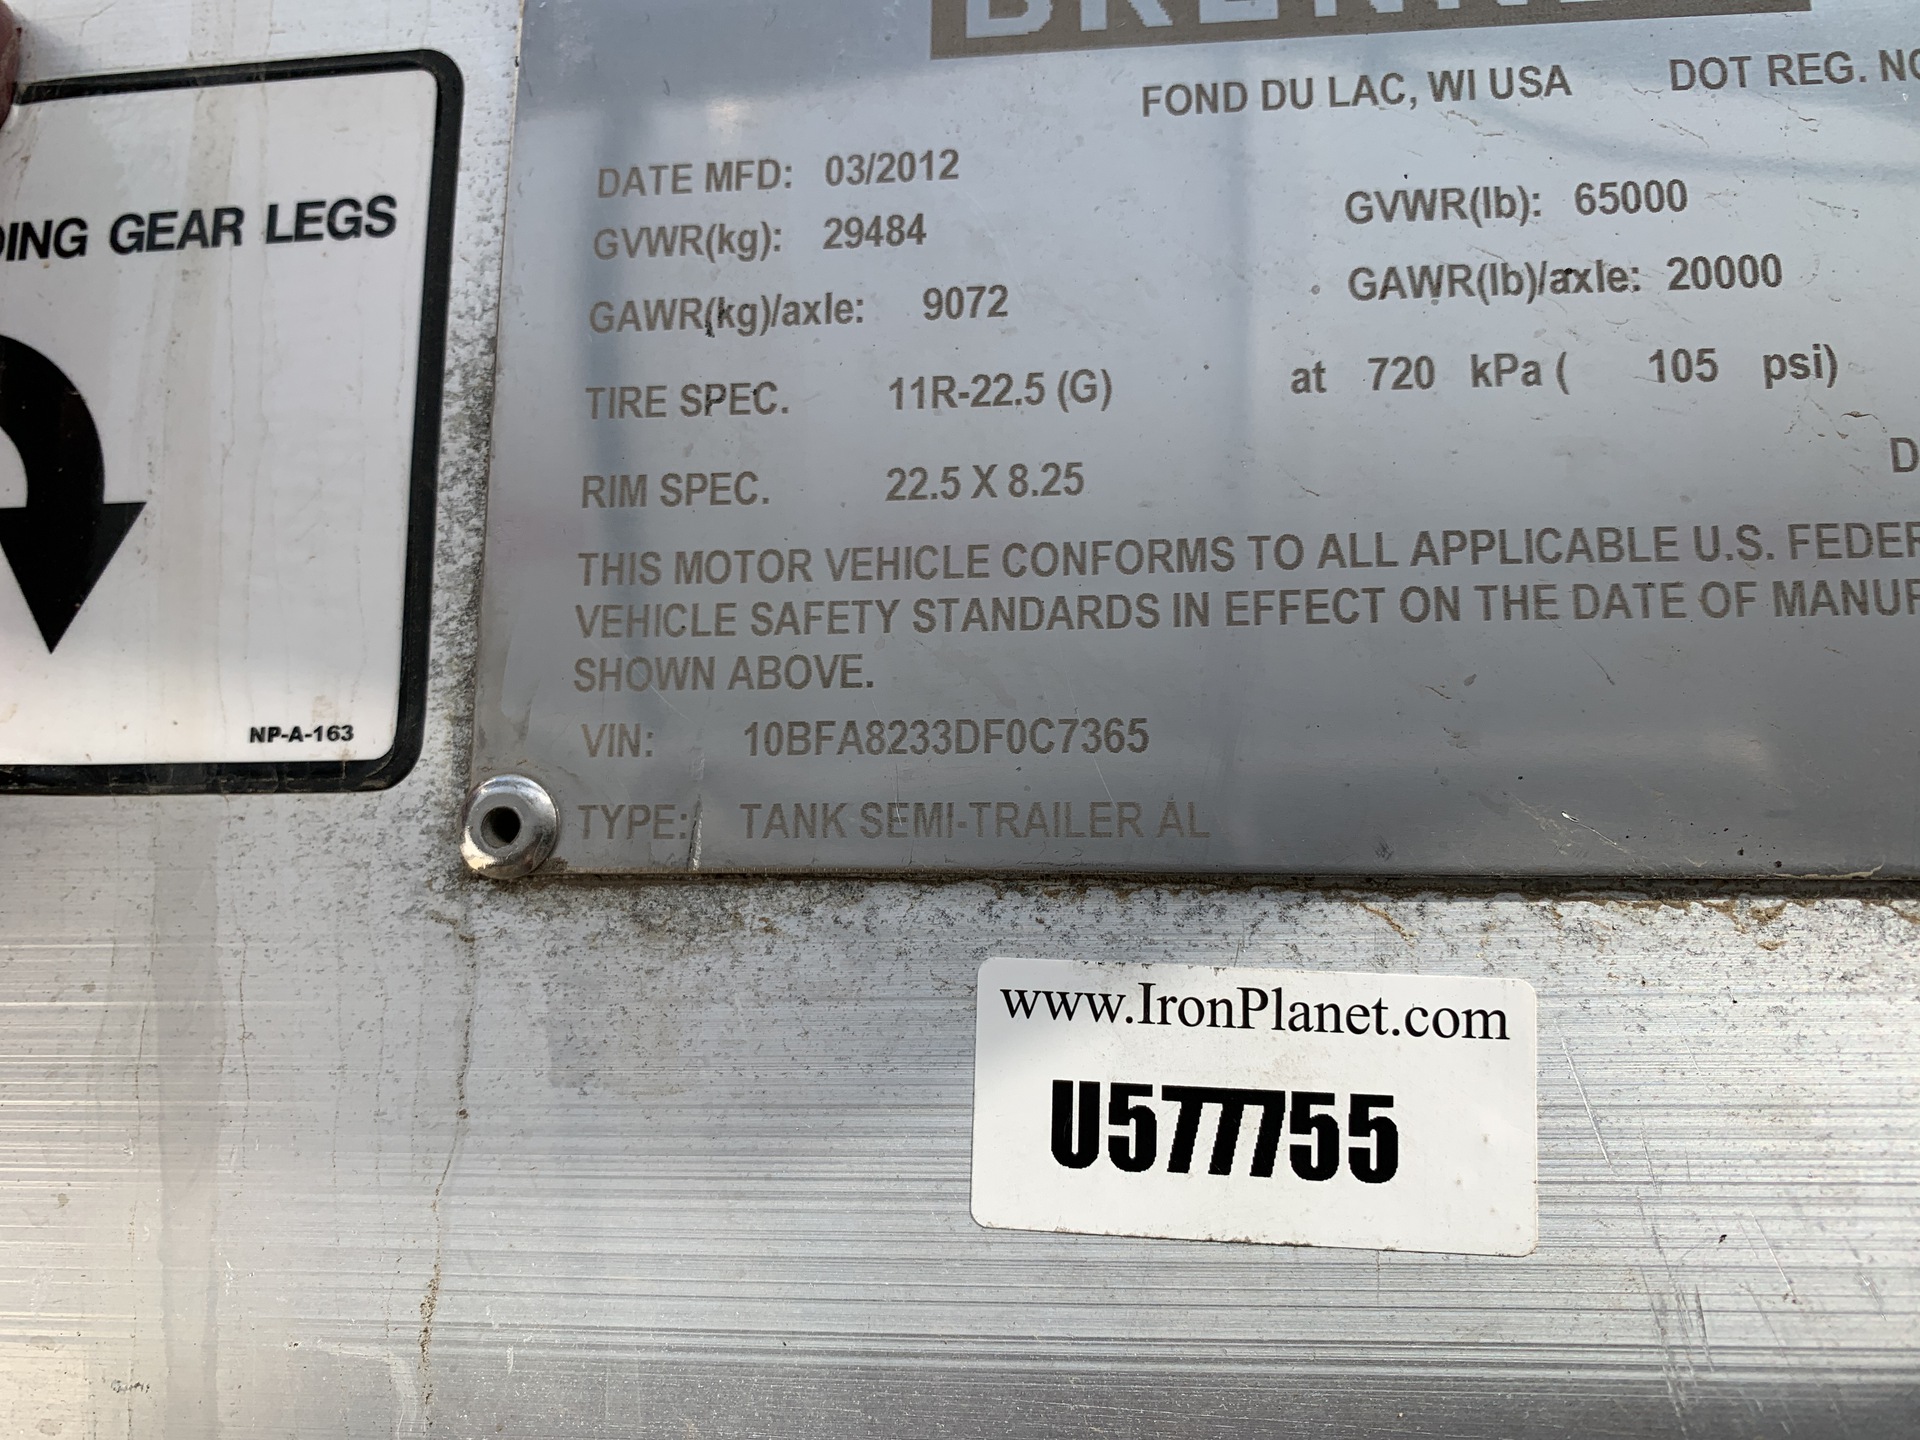 GEAR LEGS
NP-A-163
FOND DU LAC, WI USA DOT REG.
DATE MFD: 03/2012
GVWR(kg): 29484 GVWR(lb): 65000
GAWR(kg)/axle: 9072 GAWR(lb)/axle: 20000
TIRE SPEC. 11R-22.5 (G) at 720 kPa ( 105 psi)
RIM SPEC. 22.5 X 8.25
THIS MOTOR VEHICLE CONFORMS TO ALL APPLICABLE U.S.
VEHICLE SAFETY STANDARDS IN EFFECT ON THE DATE OF
SHOWN ABOVE.
VIN: 10BFA8233DF0C7365
TYPE: TANK SEMI-TRAILER AL
www.IronPlanet.com
U577755